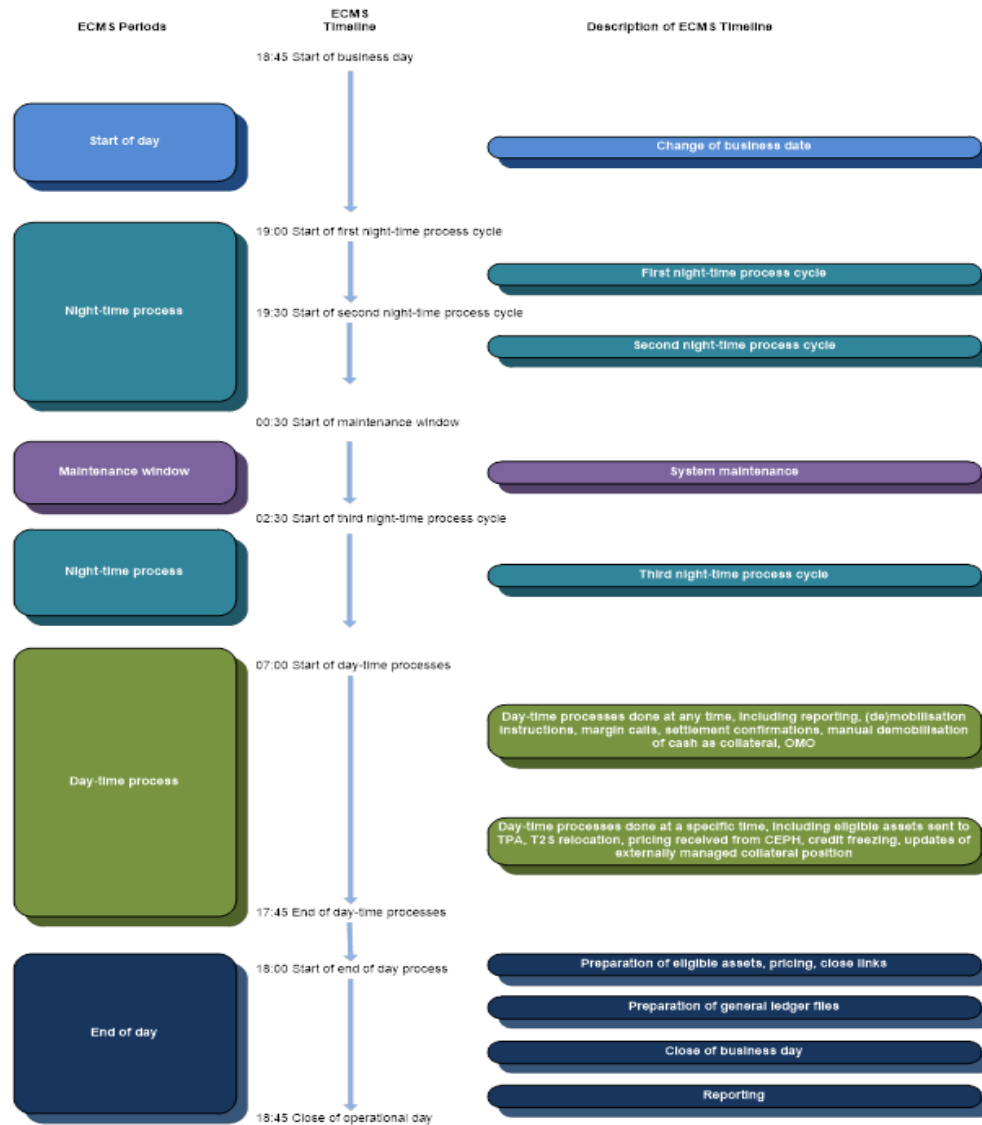 ECMS Periods
ECMS
Timeline
Description of ECMS Timeline
18:45 Start of business day
Start of day
Change of business date
19:00 Start of first night-time process cycle
First night-time process cycle
Night-time process
19:30 Start of second night-time process cycle
Second night-time process cycle
00:30 Start of maintenance window
Maintenance window
System maintenance
02:30 Start of third night-time process cycle
Night-time process
Third night-time process cycle
07:00 Start of day-time processes
Day-time processes done at any time, including reporting, (de)mobilisation
instructions, margin calls, settlement confirmations, manual demobilisation
of cash as collateral, OMO
Day-time process
Day-time processes done at a specific time, including eligible assets sent to
TPA, T2S relocation, pricing received from CEPH, credit freezing, updates of
externally managed collateral position
17:45 End of day-time processes
18:00 Start of end of day process
Preparation of eligible assets, pricing, close links
Preparation of general ledger files
End of day
Close of business day
Reporting
18:45 Close of operational day